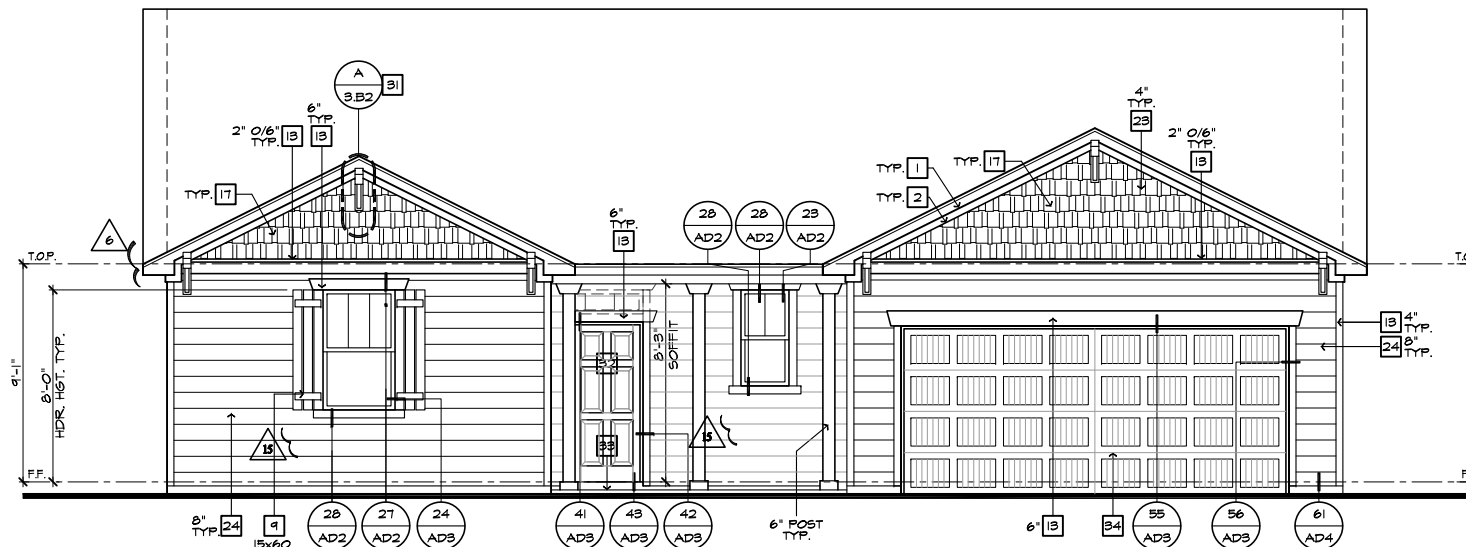 A
3.B2
31
6"
TYP.
13
2" O/6"
TYP.
13
TYP. 17
6
T.O.P.
9'-1"
8'-0"
HDR. HGT. TYP.
F.F.
15
8"
TYP. 24
9
15x60
28
AD2
27
AD2
24
AD3
6"
TYP.
13
32
33
8'-3"
SOFFIT
15
28
AD2
28
AD2
23
AD2
41
AD3
43
AD3
42
AD3
6" POST
TYP.
TYP. 1
TYP. 2
TYP. 17
4"
TYP.
23
2" O/6"
TYP.
13
13 4"
TYP.
24 8"
TYP.
6" 13
34
55
AD3
56
AD3
61
AD4